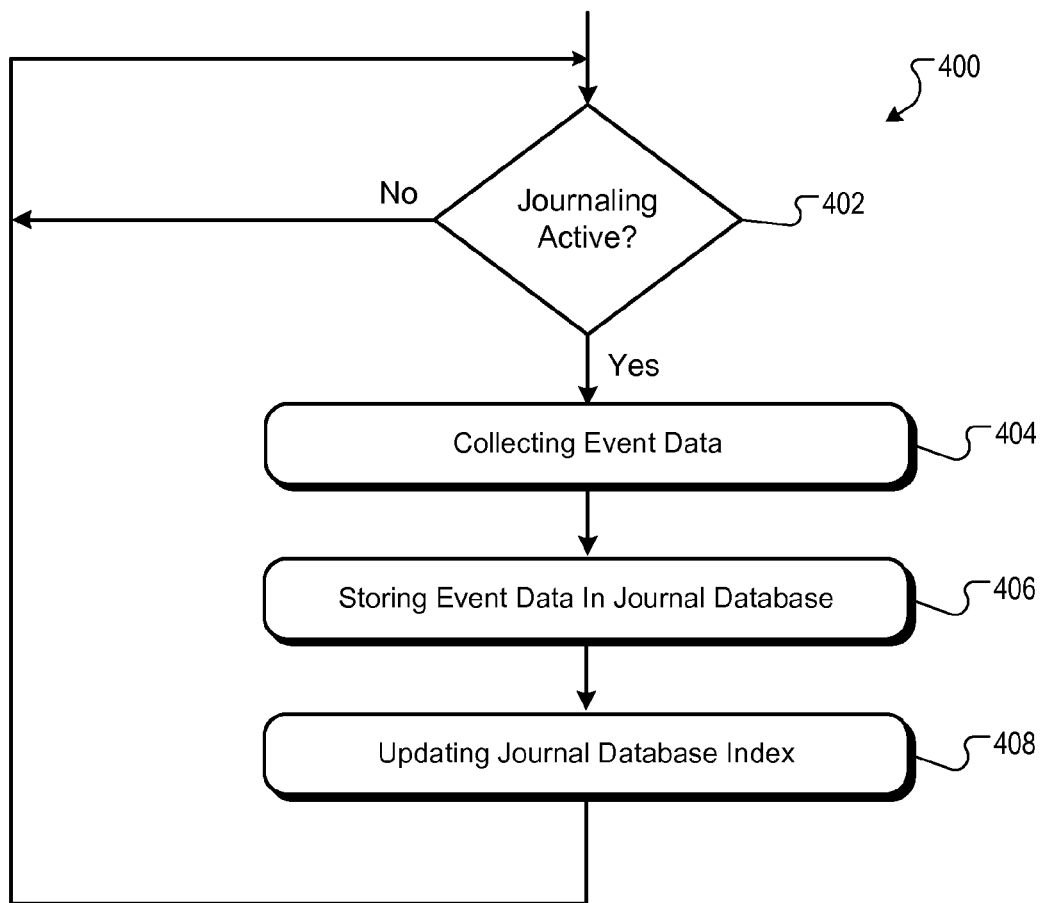 400
No
Journaling
Active?
402
Yes
Collecting Event Data
404
Storing Event Data In Journal Database
406
Updating Journal Database Index
408